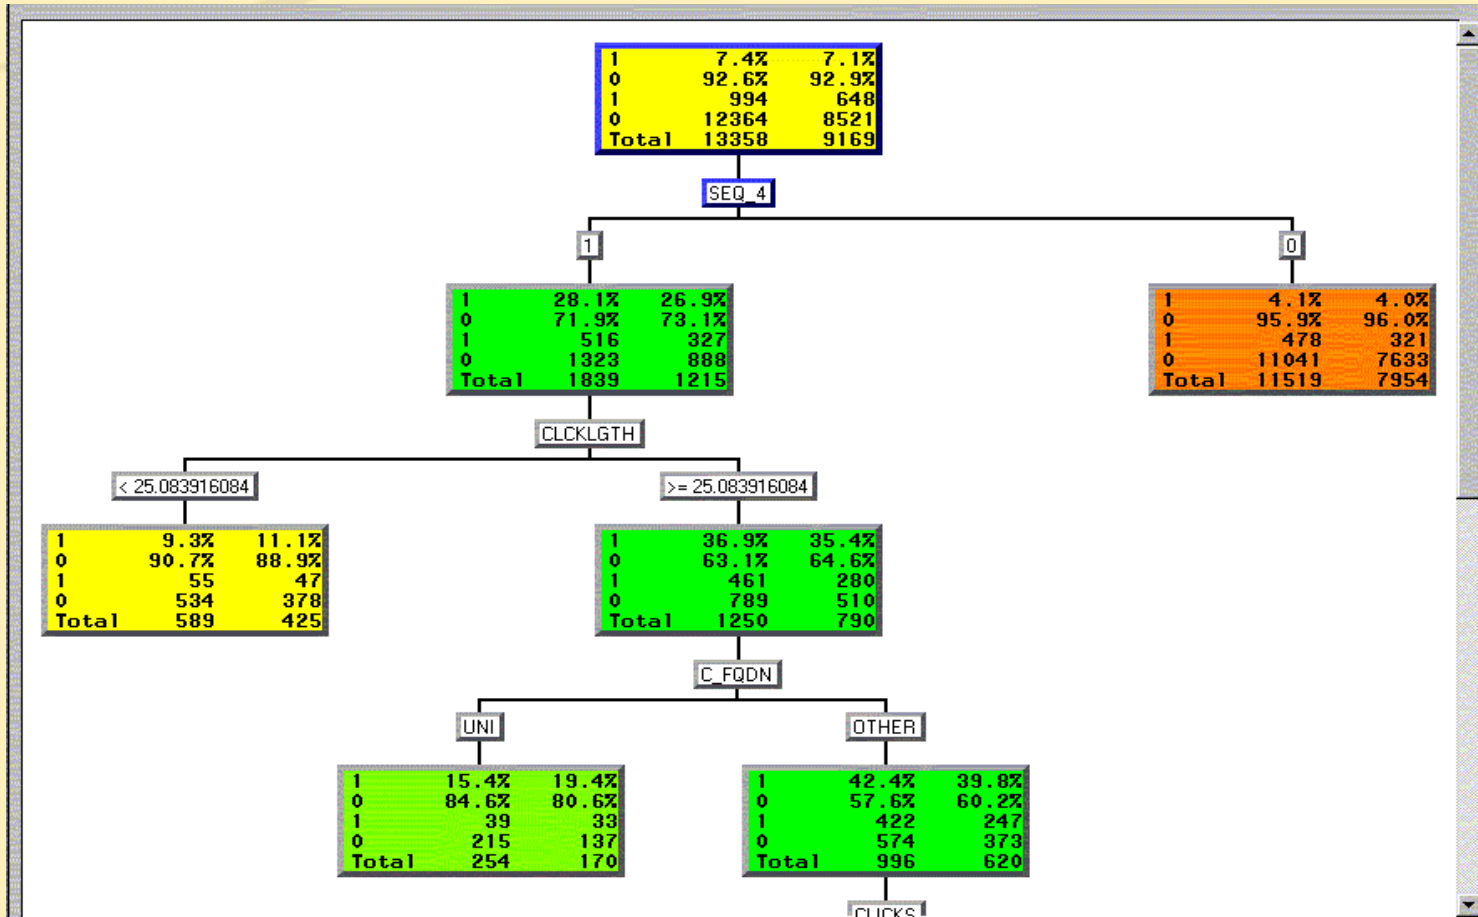 1 7.4% 7.1%
0 92.6% 92.9%
1 994 648
0 12364 8521
Total 13358 9169
SEQ_4
1
0
1 28.1% 26.9%
0 71.9% 73.1%
1 516 327
0 1323 888
Total 1839 1215
1 4.1% 4.0%
0 95.9% 96.0%
1 478 321
0 11041 7633
Total 11519 7954
CLCKLGTH
< 25.083916084
>= 25.083916084
1 9.3% 11.1%
0 90.7% 88.9%
1 55 47
0 534 378
Total 589 425
1 36.9% 35.4%
0 63.1% 64.6%
1 461 280
0 789 510
Total 1250 790
C_FQDN
UNI
OTHER
1 15.4% 19.4%
0 84.6% 80.6%
1 39 33
0 215 137
Total 254 170
1 42.4% 39.8%
0 57.6% 60.2%
1 422 247
0 574 373
Total 996 620
CLICKS